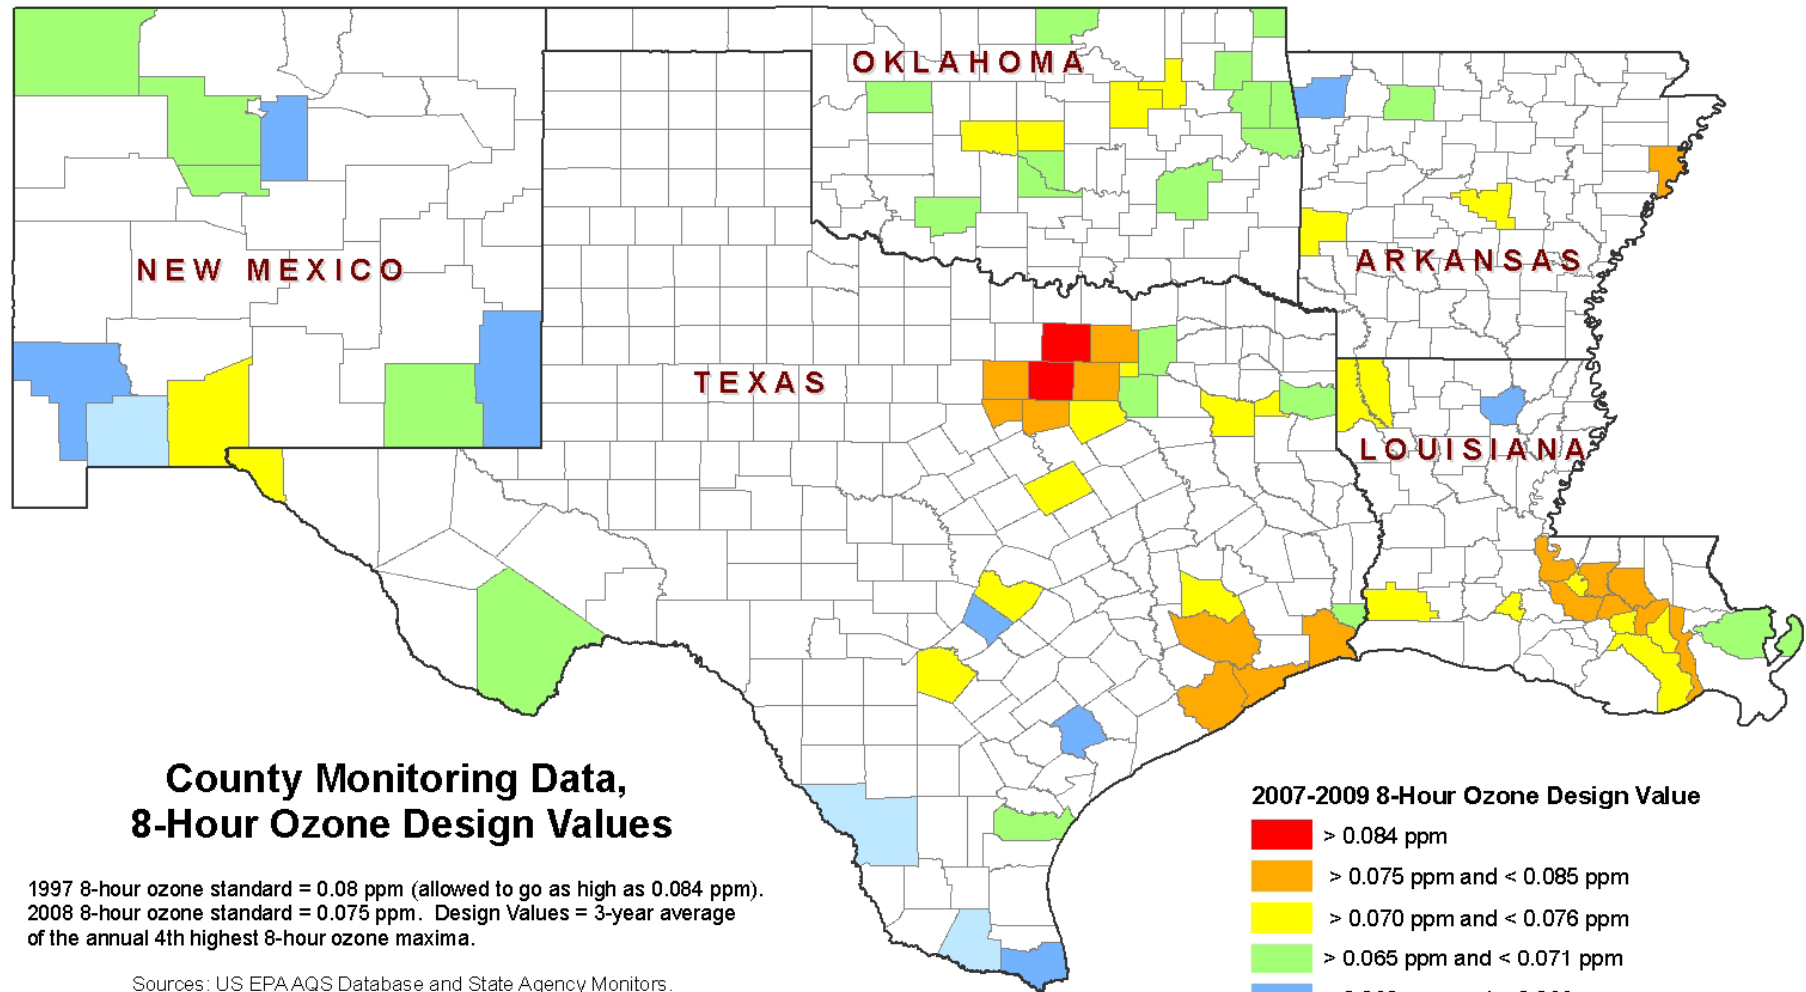 OKLAHOMA
NEW MEXICO
ARKANSAS
TEXAS
LOUISIANA
County Monitoring Data,
8-Hour Ozone Design Values
1997 8-hour ozone standard = 0.08 ppm (allowed to go as high as 0.084 ppm).
2008 8-hour ozone standard = 0.075 ppm.  Design Values = 3-year average
of the annual 4th highest 8-hour ozone maxima.
Sources: US EPA AQS Database and State Agency Monitors.
2007-2009 8-Hour Ozone Design Value
> 0.084 ppm
> 0.075 ppm and < 0.085 ppm
> 0.070 ppm and < 0.076 ppm
> 0.065 ppm and < 0.071 ppm